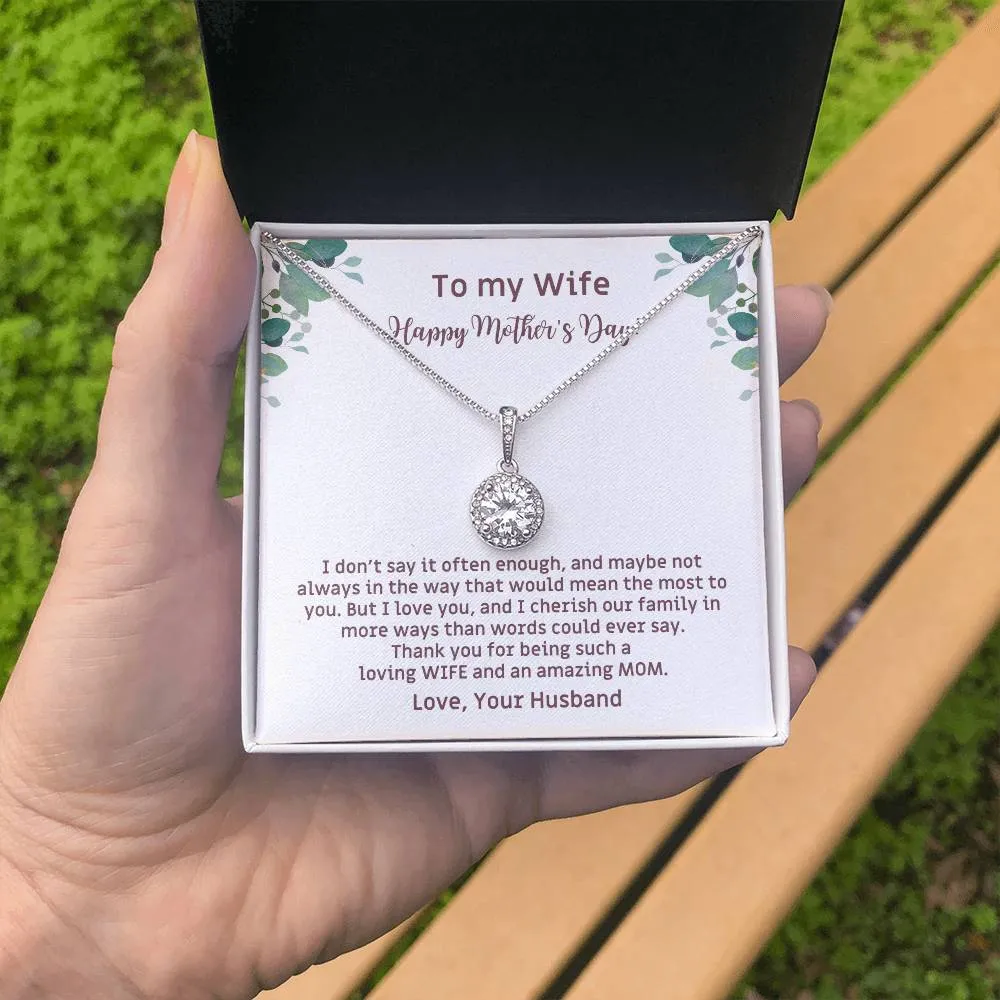 To my Wife
Happy Mother's Day
I don't say it often enough, and maybe not
always in the way that would mean the most to
you. But I love you, and I cherish our family in
more ways than words could ever say.
Thank you for being such a
loving WIFE and an amazing MOM.
Love, Your Husband